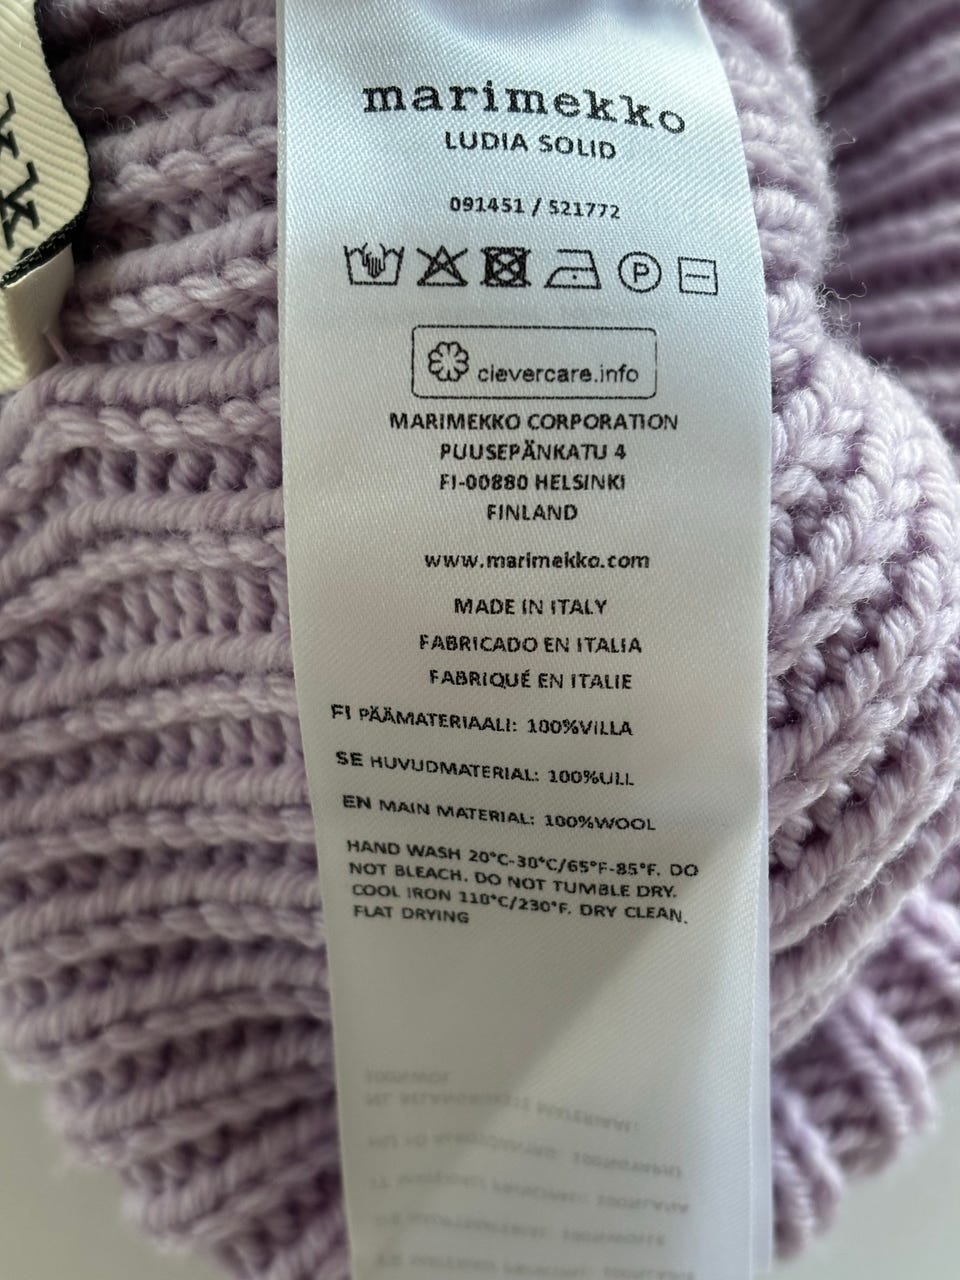 marimekko
LUDIA SOLID
091451 / 521772
P
clevercare.info
MARIMEKKO CORPORATION
PUUSEPÄNKATU 4
FI-00880 HELSINKI
FINLAND
www.marimekko.com
MADE IN ITALY
FABRICADO EN ITALIA
FABRIQUÉ EN ITALIE
FI PÄÄMATERIAALI: 100%VILLA
SE HUVUDMATERIAL: 100%ULL
EN MAIN MATERIAL: 100%WOOL
HAND WASH 20°C-30°C/65°F-85°F. DO
NOT BLEACH. DO NOT TUMBLE DRY.
COOL IRON 110°C/230°F. DRY CLEAN.
FLAT DRYING